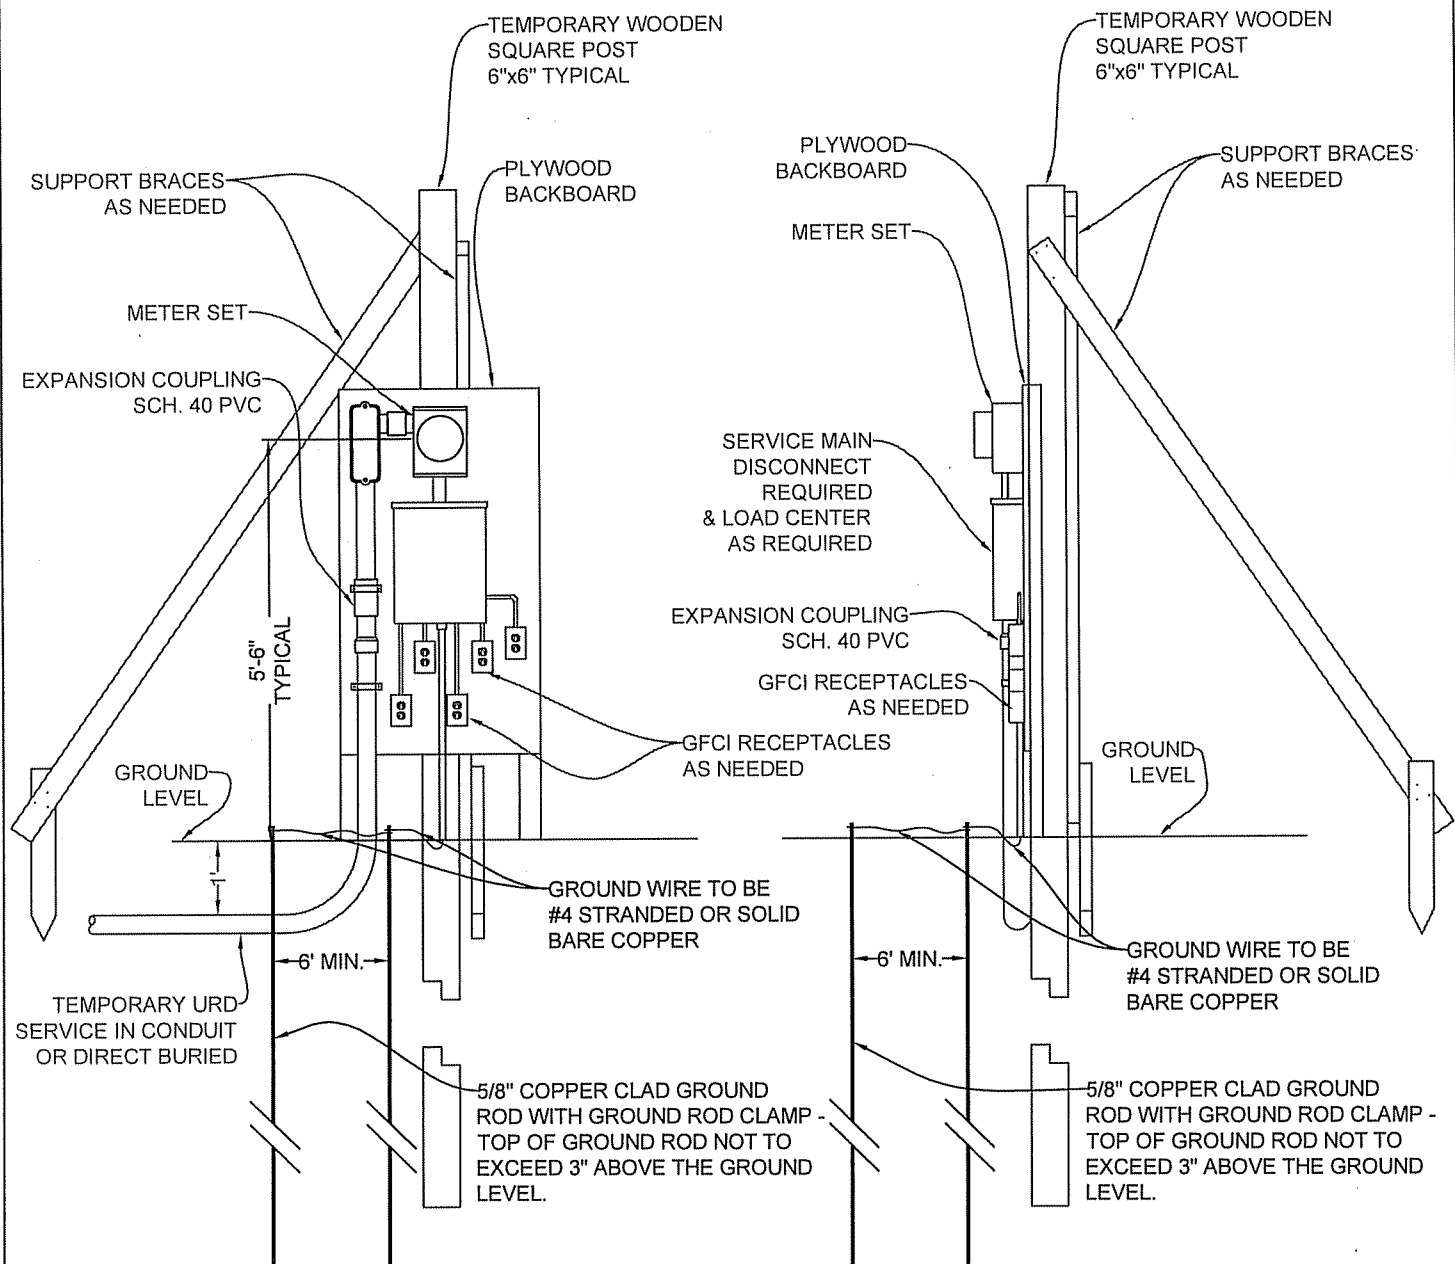 TEMPORARY WOODEN
SQUARE POST
6"x6" TYPICAL
SUPPORT BRACES
AS NEEDED
PLYWOOD
BACKBOARD
METER SET
EXPANSION COUPLING
SCH. 40 PVC
5'-6"
TYPICAL
GFCI RECEPTACLES
AS NEEDED
GROUND
LEVEL
1'
GROUND WIRE TO BE
#4 STRANDED OR SOLID
BARE COPPER
6' MIN.
TEMPORARY URD
SERVICE IN CONDUIT
OR DIRECT BURIED
5/8" COPPER CLAD GROUND
ROD WITH GROUND ROD CLAMP -
TOP OF GROUND ROD NOT TO
EXCEED 3" ABOVE THE GROUND
LEVEL.
TEMPORARY WOODEN
SQUARE POST
6"x6" TYPICAL
PLYWOOD
BACKBOARD
SUPPORT BRACES
AS NEEDED
METER SET
SERVICE MAIN
DISCONNECT
REQUIRED
& LOAD CENTER
AS REQUIRED
EXPANSION COUPLING
SCH. 40 PVC
GFCI RECEPTACLES
AS NEEDED
GROUND
LEVEL
6' MIN.
GROUND WIRE TO BE
#4 STRANDED OR SOLID
BARE COPPER
5/8" COPPER CLAD GROUND
ROD WITH GROUND ROD CLAMP -
TOP OF GROUND ROD NOT TO
EXCEED 3" ABOVE THE GROUND
LEVEL.